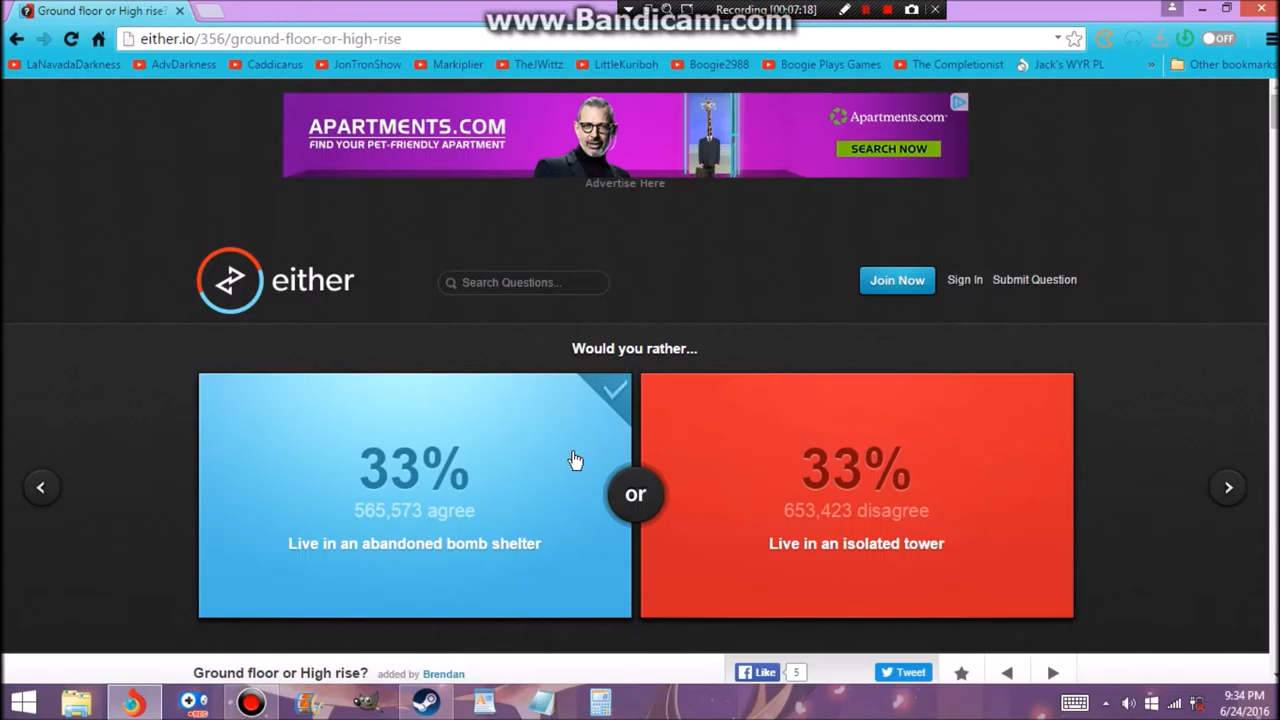 www.Bandicam.com
Recording [00:07:18]
Ground floor or High rise?
either.io/356/ground-floor-or-high-rise
OFF
LaNavadaDarkness
AdvDarkness
Caddicarus
JonTronShow
Markiplier
TheJWittz
LittleKuriboh
Boogie2988
Boogie Plays Games
The Completionist
Jack's WYR PL
»
Other bookmarks
APARTMENTS.COM
FIND YOUR PET-FRIENDLY APARTMENT
Apartments.com
SEARCH NOW
Advertise Here
either
Search Questions...
Join Now
Sign In
Submit Question
Would you rather...
33%
565,573 agree
Live in an abandoned bomb shelter
or
33%
653,423 disagree
Live in an isolated tower
Ground floor or High rise? added by Brendan
Like
5
Tweet
REC
9:34 PM
6/24/2016